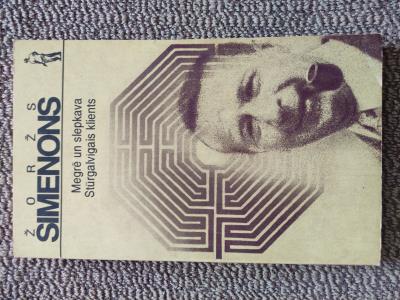 ŽORŽS
SIMENONS
Megrē un slepkava
Stūrgalvīgais klients